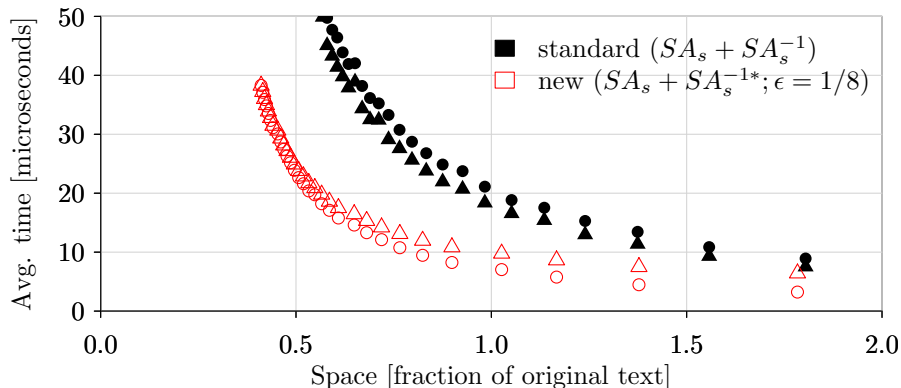 50
40
30
20
10
0
Avg. time [microseconds]
standard (SA_s + SA_s^{-1})
new (SA_s + SA_s^{-1*}; ϵ = 1/8)
0.0 0.5 1.0 1.5 2.0
Space [fraction of original text]